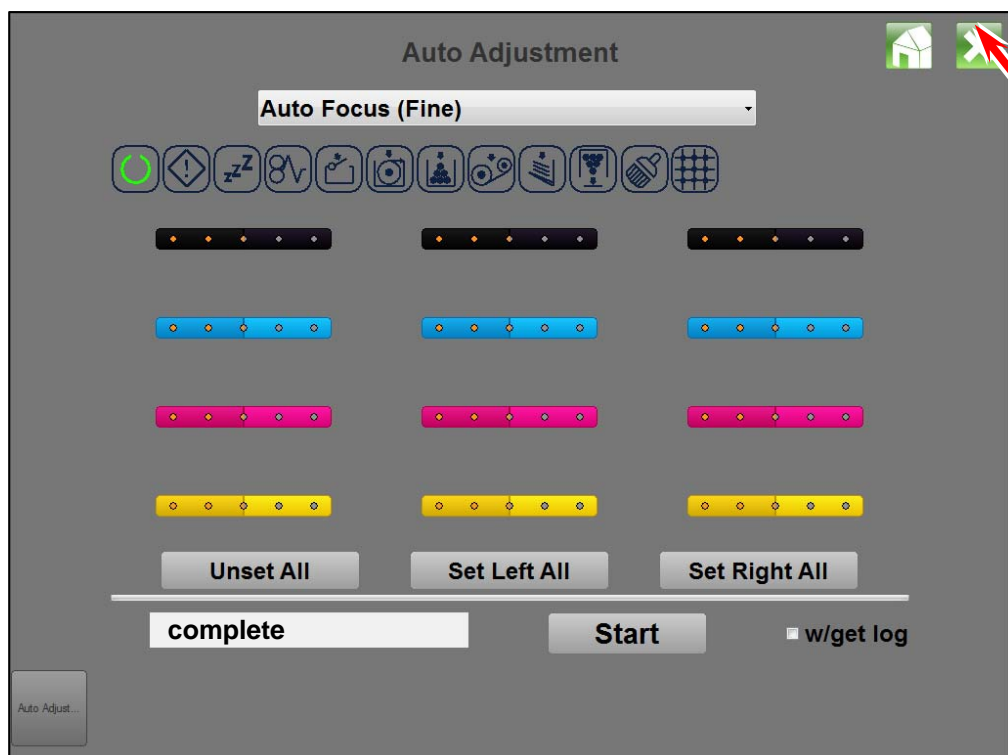 Auto Adjustment
Auto Focus (Fine)
zzZ
Unset All
Set Left All
Set Right All
complete
Start
w/get log
Auto Adjust...